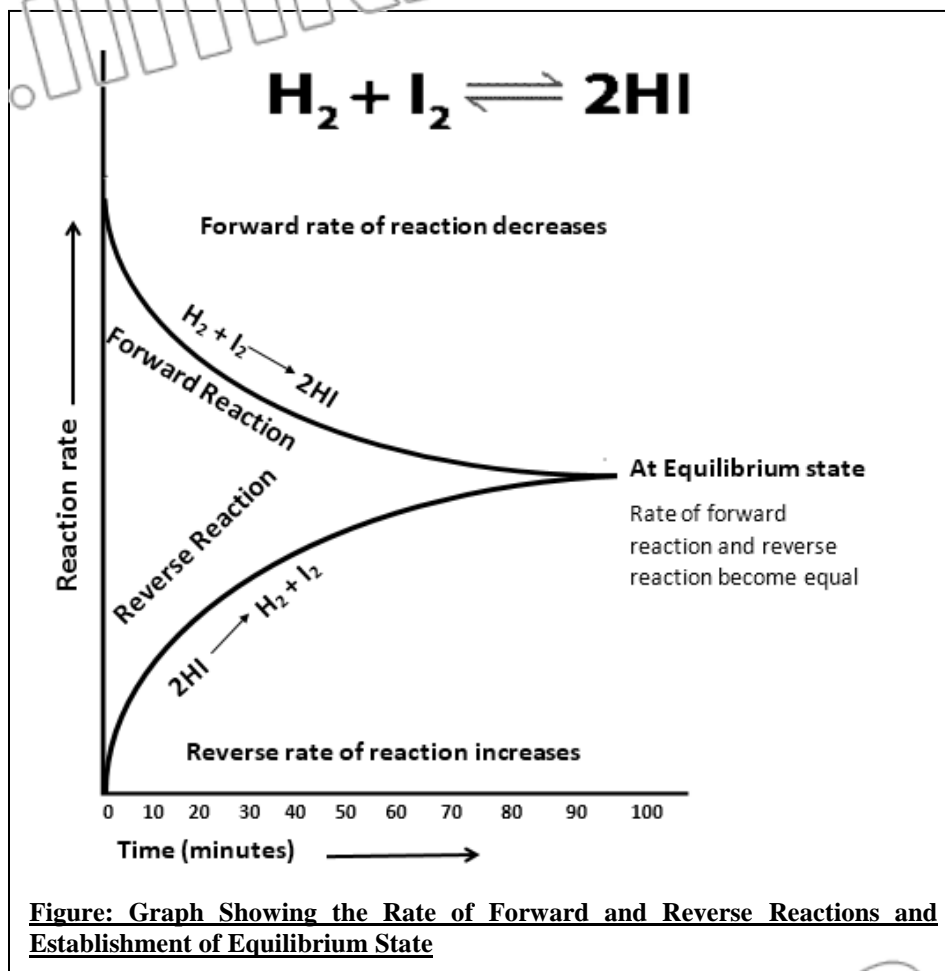 H₂ + I₂ ⇌ 2HI
Forward rate of reaction decreases
H₂ + I₂ → 2HI
Forward Reaction
Reaction rate
At Equilibrium state
Rate of forward
reaction and reverse
reaction become equal
Reverse Reaction
2HI → H₂ + I₂
Reverse rate of reaction increases
0 10 20 30 40 50 60 70 80 90 100
Time (minutes)
Figure: Graph Showing the Rate of Forward and Reverse Reactions and
Establishment of Equilibrium State